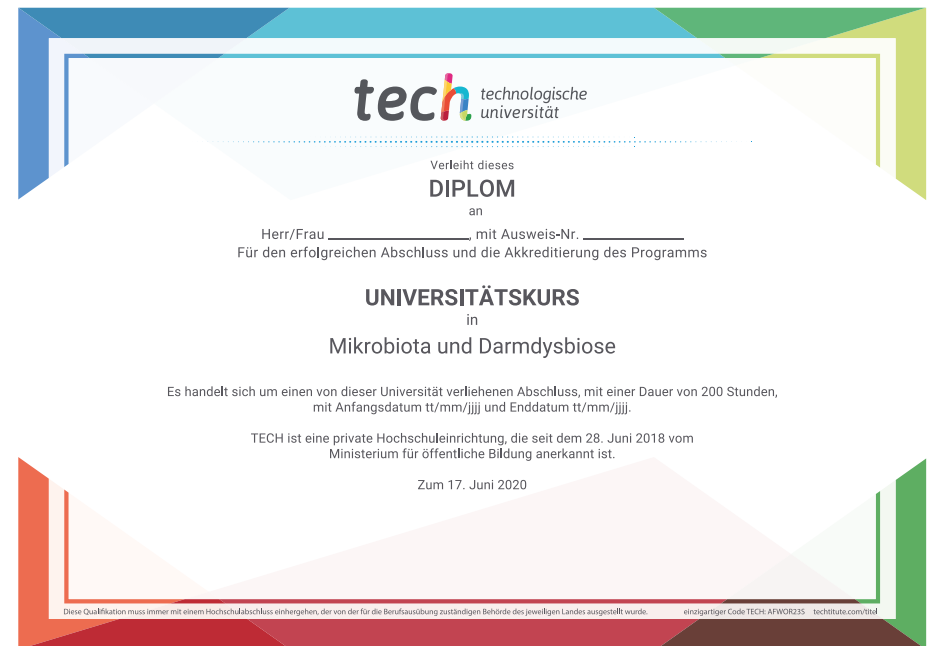 tech technologische
universität
Verleiht dieses
DIPLOM
an
Herr/Frau ____________________, mit Ausweis-Nr. ______________
Für den erfolgreichen Abschluss und die Akkreditierung des Programms
UNIVERSITÄTSKURS
in
Mikrobiota und Darmdysbiose
Es handelt sich um einen von dieser Universität verliehenen Abschluss, mit einer Dauer von 200 Stunden,
mit Anfangsdatum tt/mm/jjjj und Enddatum tt/mm/jjjj.
TECH ist eine private Hochschuleinrichtung, die seit dem 28. Juni 2018 vom
Ministerium für öffentliche Bildung anerkannt ist.
Zum 17. Juni 2020
Diese Qualifikation muss immer mit einem Hochschulabschluss einhergehen, der von der für die Berufsausübung zuständigen Behörde des jeweiligen Landes ausgestellt wurde. einzigartiger Code TECH: AFWOR23S techtitute.com/titel